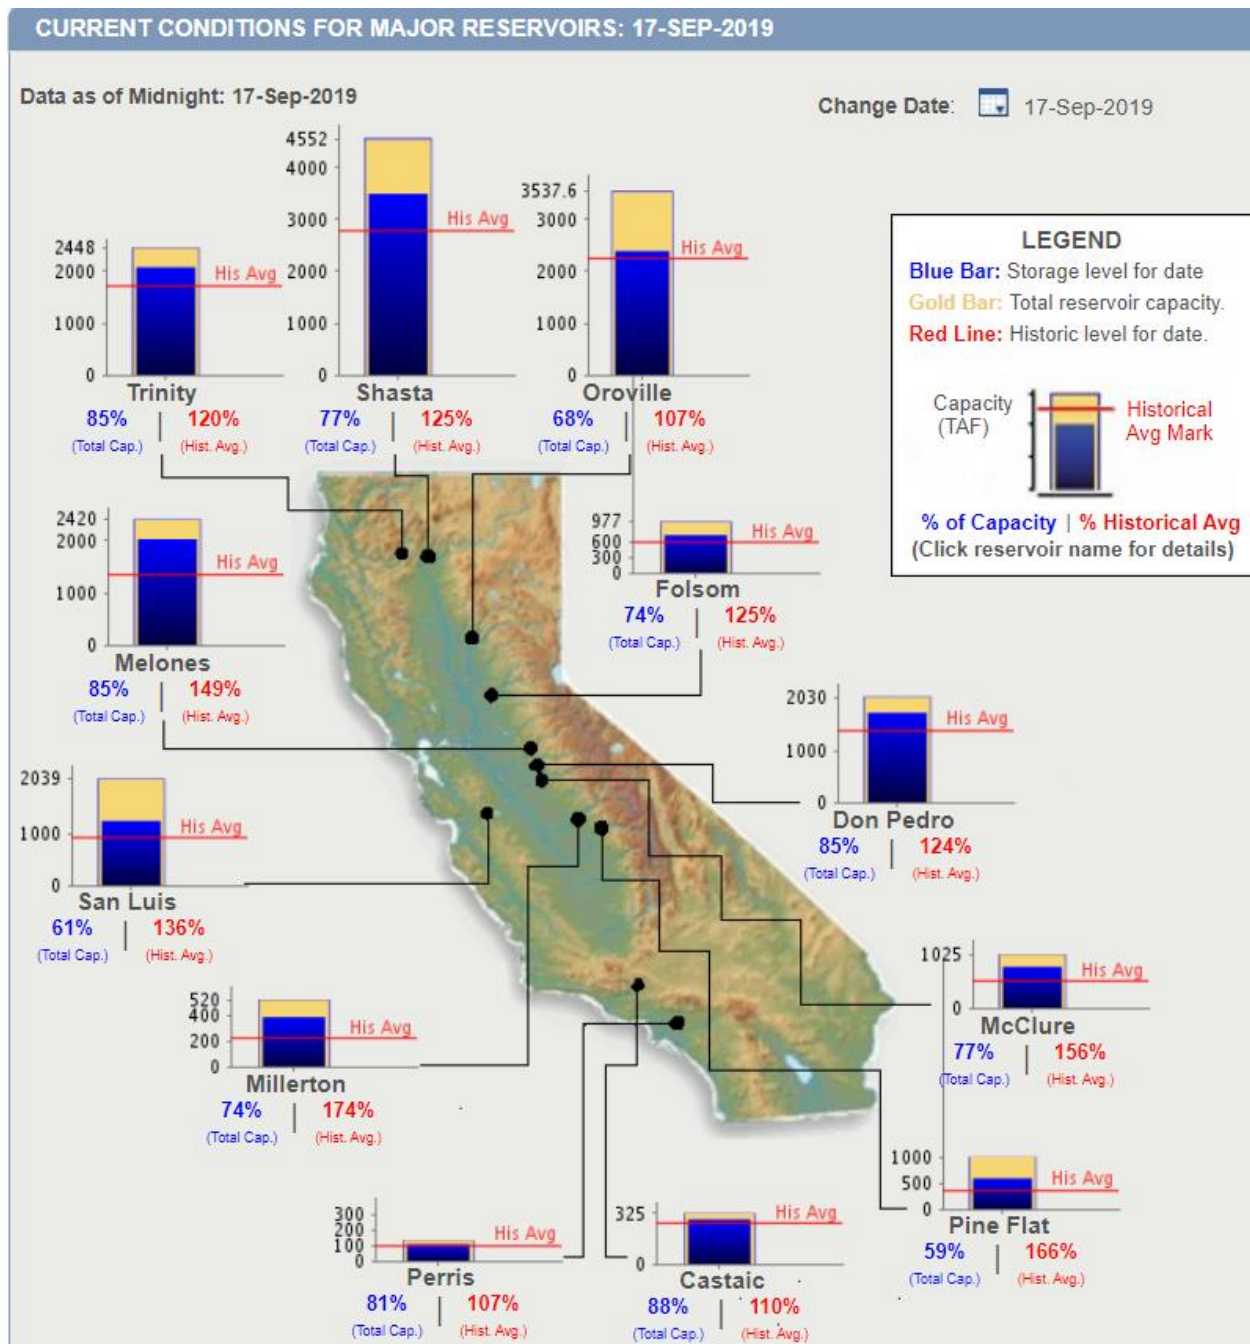 CURRENT CONDITIONS FOR MAJOR RESERVOIRS: 17-SEP-2019
Data as of Midnight: 17-Sep-2019
Change Date: 17-Sep-2019
2448
2000
1000
0
His Avg
Trinity
85% | 120%
(Total Cap.) (Hist. Avg.)
4552
4000
3000
2000
1000
0
His Avg
Shasta
77% | 125%
(Total Cap.) (Hist. Avg.)
3537.6
3000
2000
1000
0
His Avg
Oroville
68% | 107%
(Total Cap.) (Hist. Avg.)
LEGEND
Blue Bar: Storage level for date
Gold Bar: Total reservoir capacity.
Red Line: Historic level for date.
Capacity
(TAF)
Historical
Avg Mark
% of Capacity | % Historical Avg
(Click reservoir name for details)
2420
2000
1000
0
His Avg
Melones
85% | 149%
(Total Cap.) (Hist. Avg.)
977
600
300
0
His Avg
Folsom
74% | 125%
(Total Cap.) (Hist. Avg.)
2030
1000
0
His Avg
Don Pedro
85% | 124%
(Total Cap.) (Hist. Avg.)
2039
1000
0
His Avg
San Luis
61% | 136%
(Total Cap.) (Hist. Avg.)
1025
0
His Avg
McClure
77% | 156%
(Total Cap.) (Hist. Avg.)
520
400
200
0
His Avg
Millerton
74% | 174%
(Total Cap.) (Hist. Avg.)
1000
500
0
His Avg
Pine Flat
59% | 166%
(Total Cap.) (Hist. Avg.)
300
200
100
0
His Avg
Perris
81% | 107%
(Total Cap.) (Hist. Avg.)
325
0
His Avg
Castaic
88% | 110%
(Total Cap.) (Hist. Avg.)